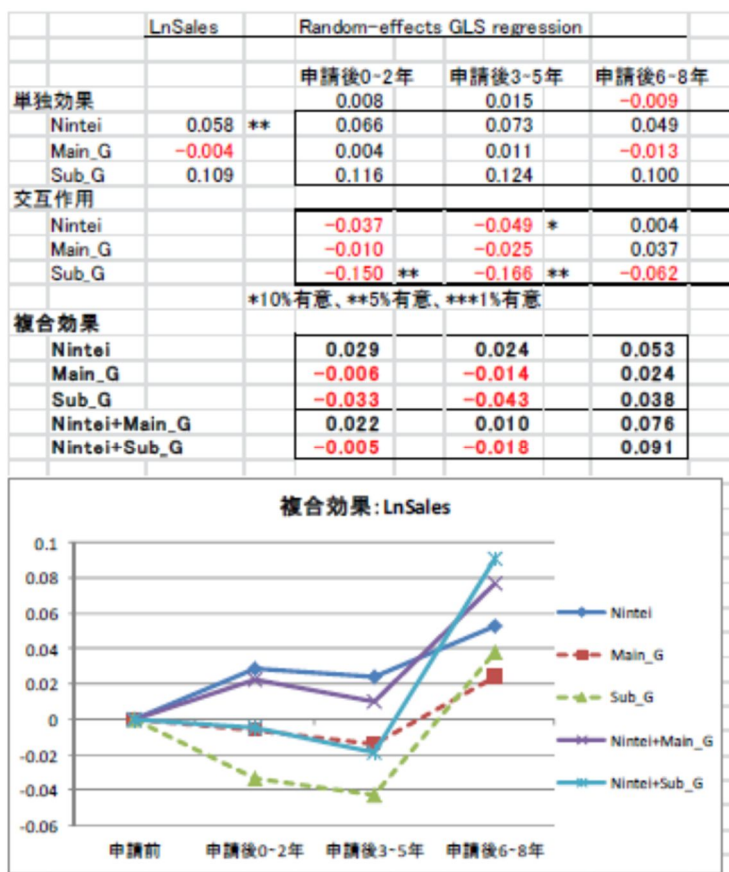 LnSales Random-effects GLS regression
申請後0-2年 申請後3-5年 申請後6-8年
単独効果 0.008 0.015 -0.009
Nintei 0.058 ** 0.066 0.073 0.049
Main_G -0.004 0.004 0.011 -0.013
Sub_G 0.109 0.116 0.124 0.100
交互作用
Nintei -0.037 -0.049 * 0.004
Main_G -0.010 -0.025 0.037
Sub_G -0.150 ** -0.166 ** -0.062
*10%有意、**5%有意、***1%有意
複合効果
Nintei 0.029 0.024 0.053
Main_G -0.006 -0.014 0.024
Sub_G -0.033 -0.043 0.038
Nintei+Main_G 0.022 0.010 0.076
Nintei+Sub_G -0.005 -0.018 0.091
複合効果:LnSales
0.1
0.08
0.06
0.04
0.02
0
-0.02
-0.04
-0.06
申請前 申請後0-2年 申請後3-5年 申請後6-8年
Nintei
Main_G
Sub_G
Nintei+Main_G
Nintei+Sub_G